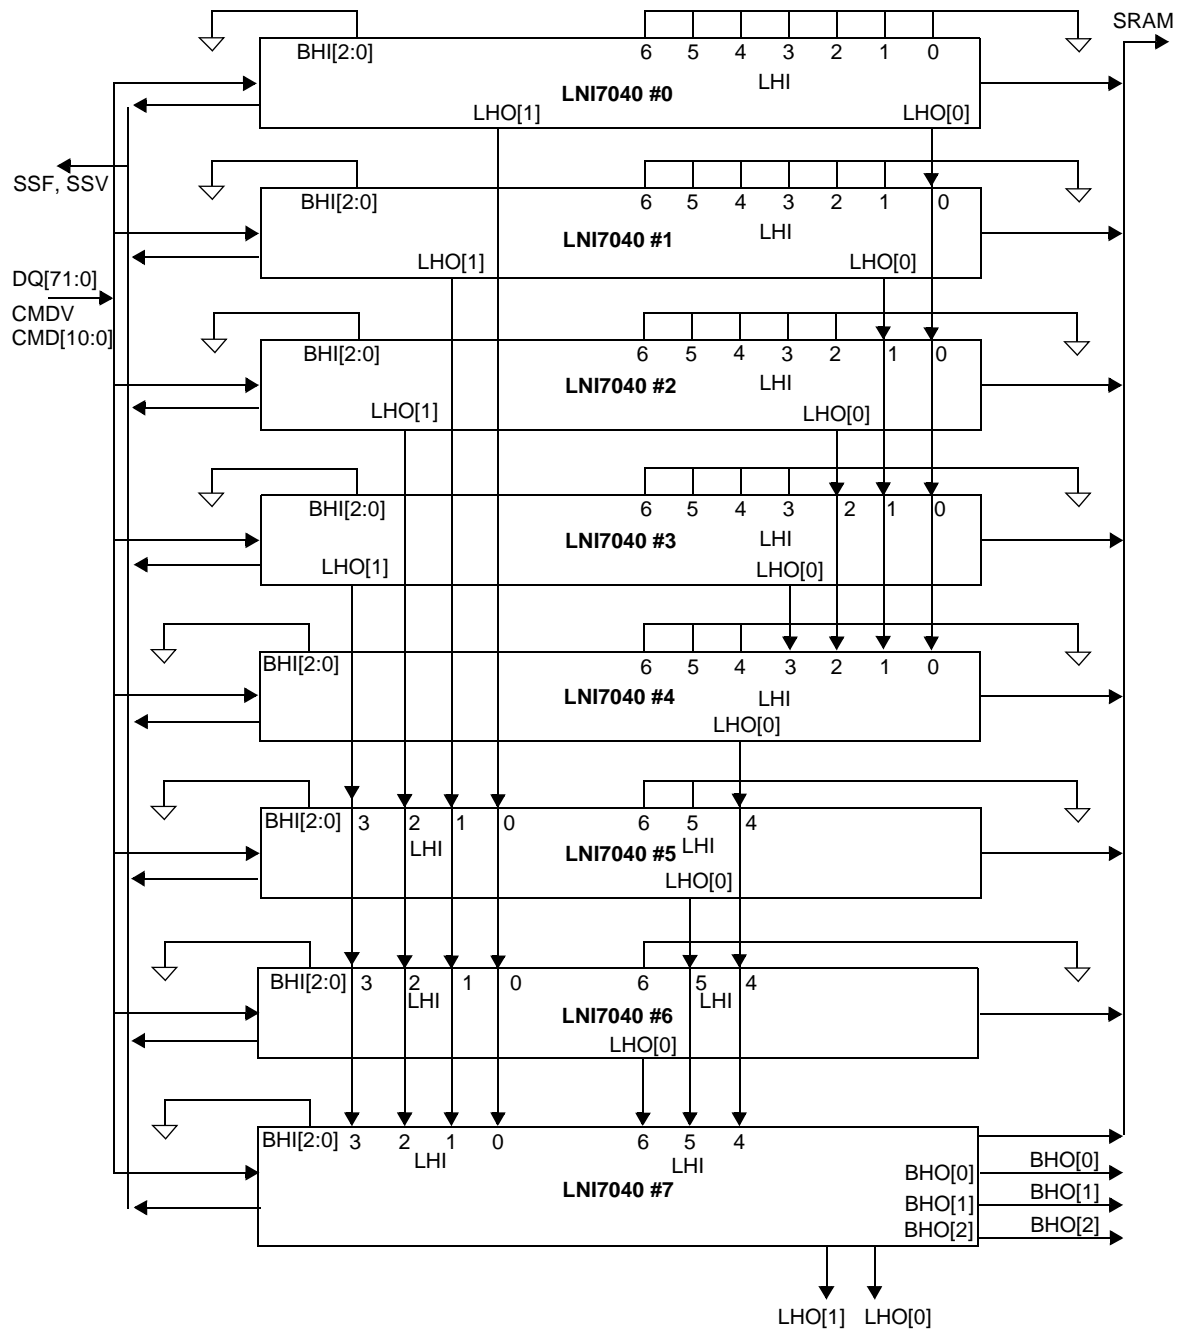 SRAM
BHI[2:0] 6 5 4 3 2 1 0
LHI
LNI7040 #0
LHO[1] LHO[0]
SSF, SSV
BHI[2:0] 6 5 4 3 2 1 0
LHI
LNI7040 #1
LHO[1] LHO[0]
DQ[71:0]
CMDV
CMD[10:0]
BHI[2:0] 6 5 4 3 2 1 0
LHI
LNI7040 #2
LHO[1] LHO[0]
BHI[2:0] 6 5 4 3 2 1 0
LHI
LNI7040 #3
LHO[1] LHO[0]
BHI[2:0] 6 5 4 3 2 1 0
LHI
LNI7040 #4
LHO[0]
BHI[2:0] 3 2 1 0 6 5 4
LHI LHI
LNI7040 #5
LHO[0]
BHI[2:0] 3 2 1 0 6 5 4
LHI LHI
LNI7040 #6
LHO[0]
BHI[2:0] 3 2 1 0 6 5 4
LHI LHI
LNI7040 #7
BHO[0] BHO[0]
BHO[1] BHO[1]
BHO[2] BHO[2]
LHO[1] LHO[0]